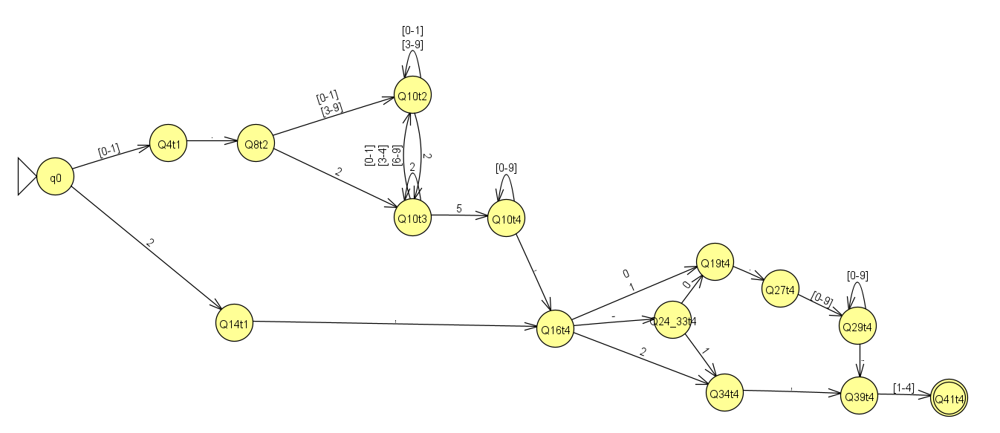 [0-1]
[3-9]
Q10t2
[0-1]
[3-9]
[0-1]
Q4t1
.
Q8t2
[0-1]
[3-4]
[6-9]
2
2
2
q0
5
Q10t3
[0-9]
Q10t4
2
,
0
1
Q19t4
.
0
Q27t4
[0-9]
[0-9]
Q14t1
,
Q16t4
-
Q24_33t4
Q29t4
2
1
,
Q34t4
,
Q39t4
[1-4]
Q41t4